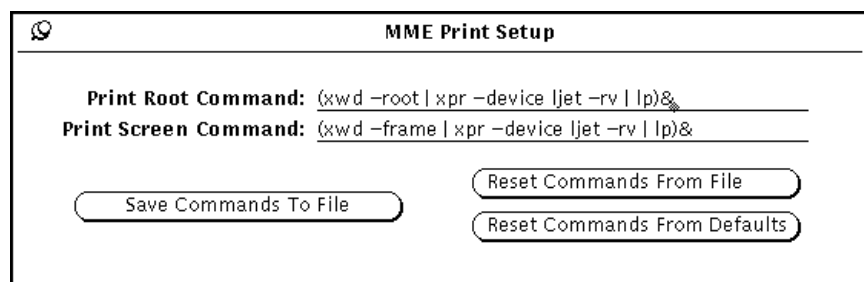 MME Print Setup
Print Root Command: (xwd –root | xpr –device ljet –rv | lp)&
Print Screen Command: (xwd –frame | xpr –device ljet –rv | lp)&
Reset Commands From File
Save Commands To File
Reset Commands From Defaults